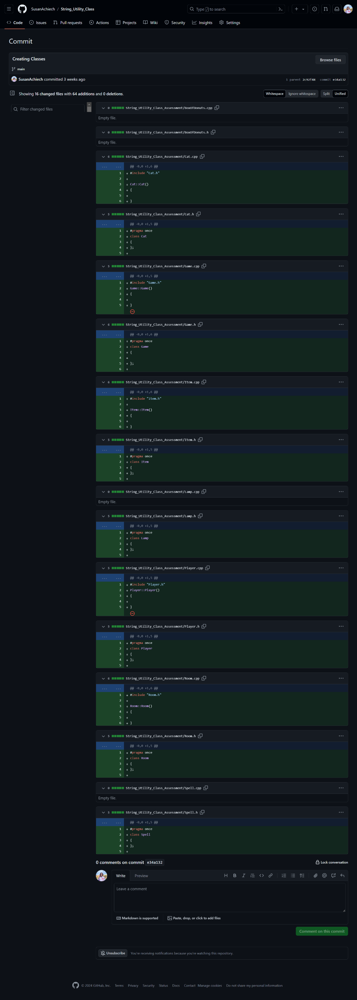 SusanAchiech / String_Utility_Class
Type / to search
Code Issues Pull requests Actions Projects Wiki Security Insights Settings
Commit
Creating Classes
Browse files
main
SusanAchiech committed 3 weeks ago
1 parent 2c92f48 commit e34a132
Showing 16 changed files with 64 additions and 0 deletions.
Whitespace Ignore whitespace Split Unified
Filter changed files
0 String_Utility_Class_Assessment/BoxOfDonuts.cpp
Empty file.
0 String_Utility_Class_Assessment/BoxOfDonuts.h
Empty file.
6 String_Utility_Class_Assessment/Cat.cpp
... ... @@ -0,0 +1,6 @@
1 + #include "Cat.h"
2 +
3 + Cat::Cat()
4 + {
5 +
6 + }
5 String_Utility_Class_Assessment/Cat.h
... ... @@ -0,0 +1,5 @@
1 + #pragma once
2 + class Cat
3 + {
4 + };
5 +
5 String_Utility_Class_Assessment/Game.cpp
... ... @@ -0,0 +1,5 @@
1 + #include "Game.h"
2 + Game::Game()
3 + {
4 +
5 + }
6 String_Utility_Class_Assessment/Game.h
... ... @@ -0,0 +1,6 @@
1 + #pragma once
2 + class Game
3 + {
4 +
5 + };
6 +
6 String_Utility_Class_Assessment/Item.cpp
... ... @@ -0,0 +1,6 @@
1 + #include "Item.h"
2 +
3 + Item::Item()
4 + {
5 +
6 + }
5 String_Utility_Class_Assessment/Item.h
... ... @@ -0,0 +1,5 @@
1 + #pragma once
2 + class Item
3 + {
4 + };
5 +
0 String_Utility_Class_Assessment/Lamp.cpp
Empty file.
5 String_Utility_Class_Assessment/Lamp.h
... ... @@ -0,0 +1,5 @@
1 + #pragma once
2 + class Lamp
3 + {
4 + };
5 +
5 String_Utility_Class_Assessment/Player.cpp
... ... @@ -0,0 +1,5 @@
1 + #include "Player.h"
2 + Player::Player()
3 + {
4 +
5 + }
5 String_Utility_Class_Assessment/Player.h
... ... @@ -0,0 +1,5 @@
1 + #pragma once
2 + class Player
3 + {
4 + };
5 +
6 String_Utility_Class_Assessment/Room.cpp
... ... @@ -0,0 +1,6 @@
1 + #include "Room.h"
2 +
3 + Room::Room()
4 + {
5 +
6 + }
5 String_Utility_Class_Assessment/Room.h
... ... @@ -0,0 +1,5 @@
1 + #pragma once
2 + class Room
3 + {
4 + };
5 +
0 String_Utility_Class_Assessment/Spell.cpp
Empty file.
5 String_Utility_Class_Assessment/Spell.h
... ... @@ -0,0 +1,5 @@
1 + #pragma once
2 + class Spell
3 + {
4 + };
5 +
0 comments on commit e34a132
Lock conversation
Write Preview
Leave a comment
Markdown is supported Paste, drop, or click to add files
Comment on this commit
Unsubscribe You're receiving notifications because you're watching this repository.
© 2024 GitHub, Inc. Terms Privacy Security Status Docs Contact Manage cookies Do not share my personal information